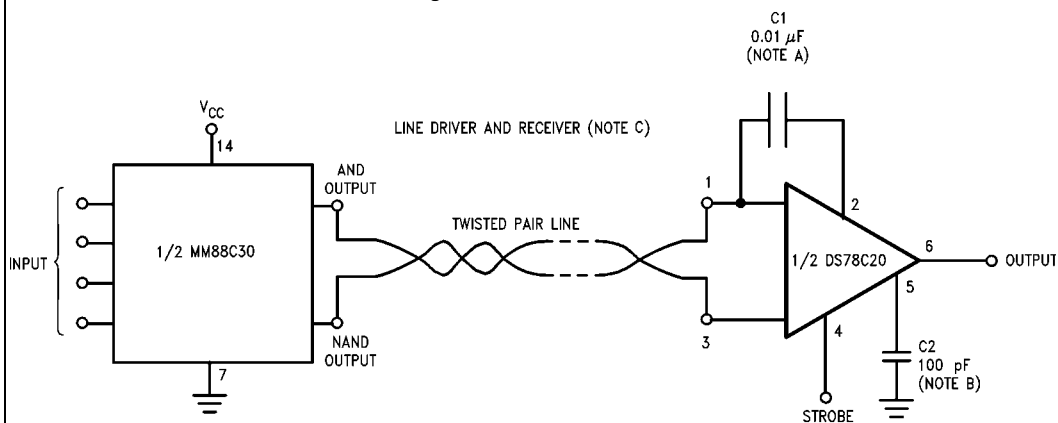 C1
0.01 μF
(NOTE A)
VCC
14
LINE DRIVER AND RECEIVER (NOTE C)
AND
OUTPUT
1
2
TWISTED PAIR LINE
1/2 MM88C30
1/2 DS78C20
6
OUTPUT
INPUT
5
3
4
NAND
OUTPUT
7
C2
100 pF
(NOTE B)
STROBE